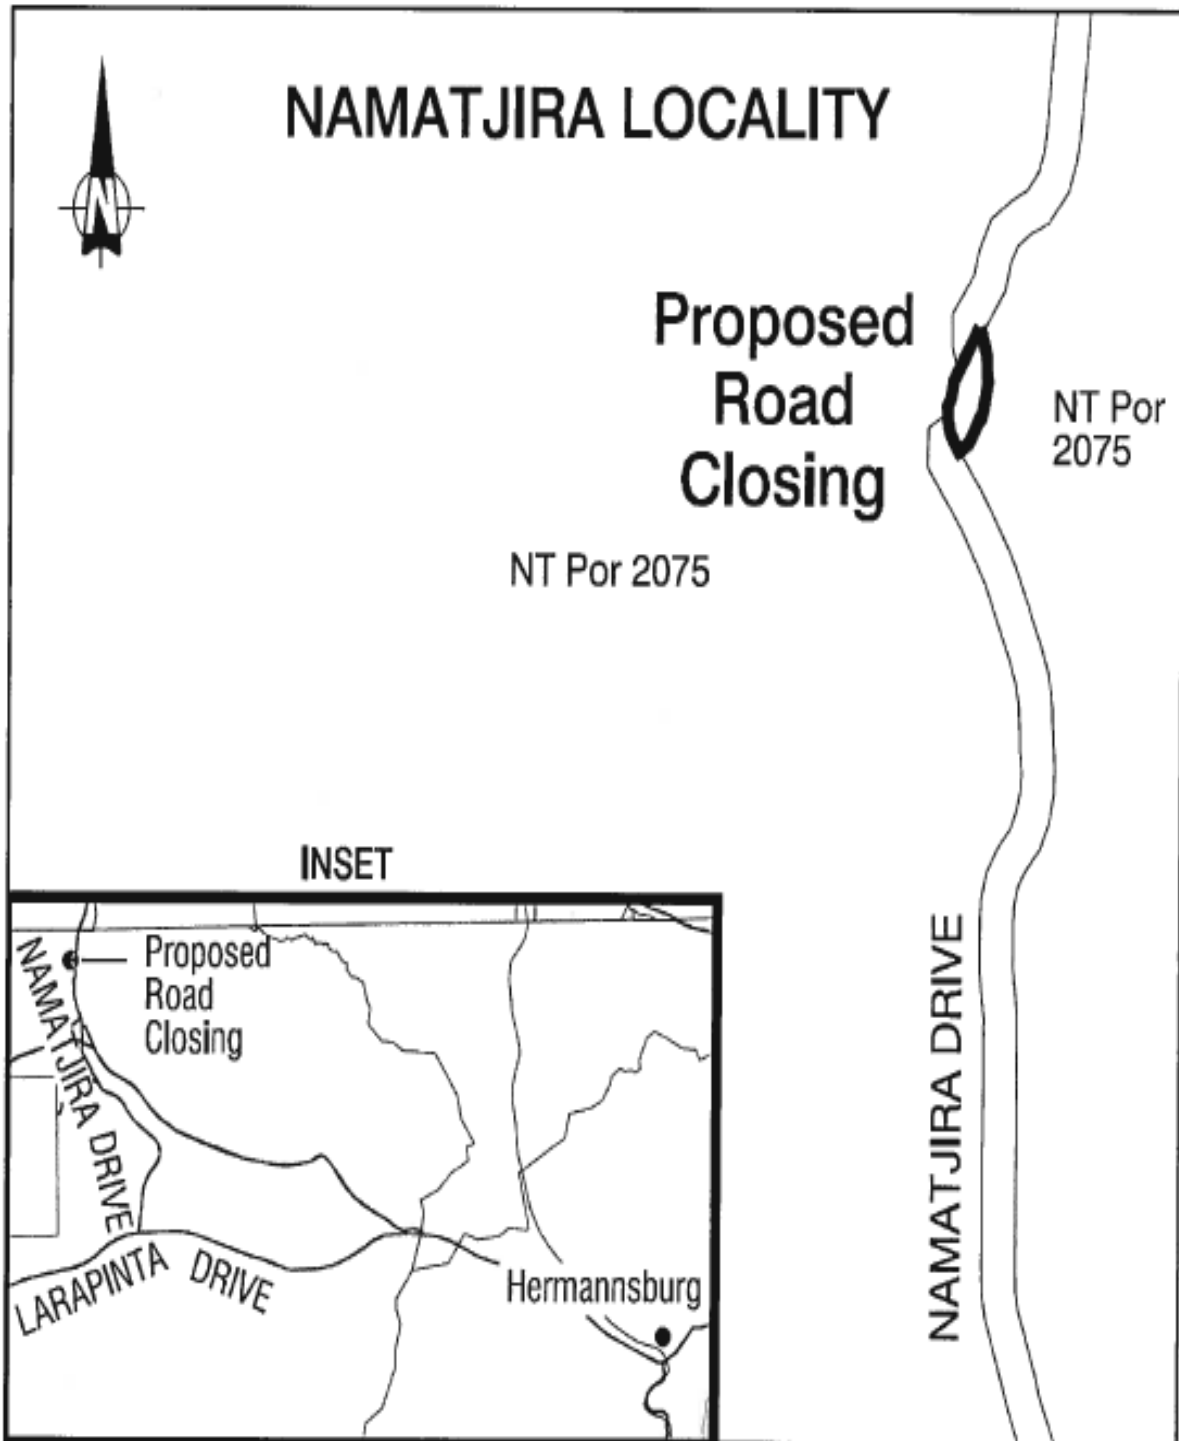 NAMATJIRA LOCALITY
N
Proposed
Road
Closing
NT Por
2075
NT Por 2075
INSET
Proposed
Road
Closing
NAMATJIRA DRIVE
LARAPINTA DRIVE
Hermannsburg
NAMATJIRA DRIVE